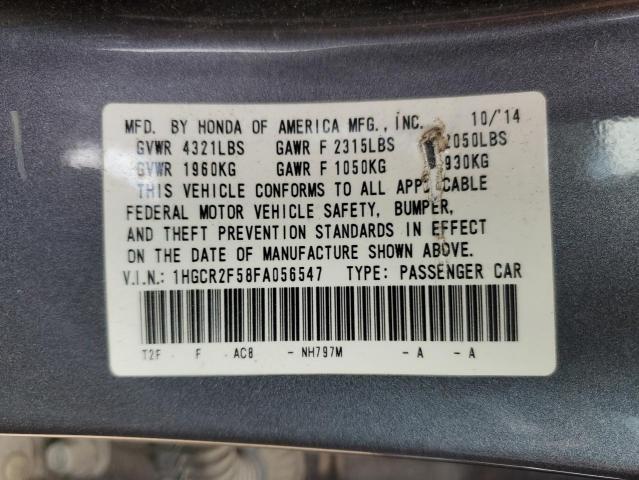 MFD. BY HONDA OF AMERICA MFG., INC. 10/'14
GVWR 4321LBS GAWR F 2315LBS 2050LBS
GVWR 1960KG GAWR F 1050KG 930KG
THIS VEHICLE CONFORMS TO ALL APPLICABLE
FEDERAL MOTOR VEHICLE SAFETY, BUMPER,
AND THEFT PREVENTION STANDARDS IN EFFECT
ON THE DATE OF MANUFACTURE SHOWN ABOVE.
V.I.N.: 1HGCR2F58FA056547 TYPE: PASSENGER CAR
T2F F AC8 - NH797M - A - A